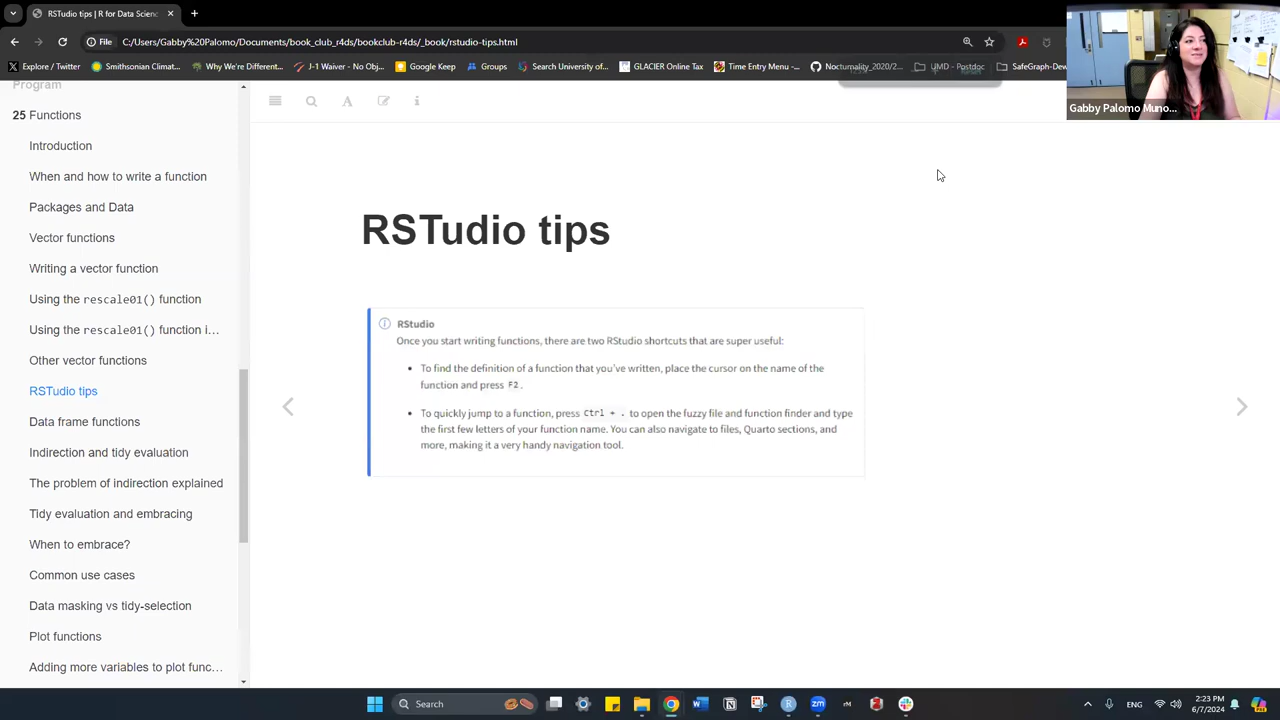 RSTudio tips | R for Data Scienc
File
C:/Users/Gabby%20Palomo/Documents/book_club_r4ds/bookclub-r4ds/_book/rstudio-tips.html
Explore / Twitter
Smithsonian Climat...
Why We're Different...
J-1 Waiver - No Obj...
Google Keep
University of...
GLACIER Online Tax
Time Entry Menu -...
Nocturnality_2020/2...
UMD - Postdoc
SafeGraph-Dewe
Gabby Palomo Muno...
Program
25 Functions
Introduction
When and how to write a function
Packages and Data
Vector functions
Writing a vector function
Using the rescale01() function
Using the rescale01() function i...
Other vector functions
RSTudio tips
Data frame functions
Indirection and tidy evaluation
The problem of indirection explained
Tidy evaluation and embracing
When to embrace?
Common use cases
Data masking vs tidy-selection
Plot functions
Adding more variables to plot func...
RSTudio tips
RStudio
Once you start writing functions, there are two RStudio shortcuts that are super useful:
• To find the definition of a function that you've written, place the cursor on the name of the
function and press F2.
• To quickly jump to a function, press Ctrl + . to open the fuzzy file and function finder and type
the first few letters of your function name. You can also navigate to files, Quarto sections, and
more, making it a very handy navigation tool.
Search
ENG
2:23 PM
6/7/2024